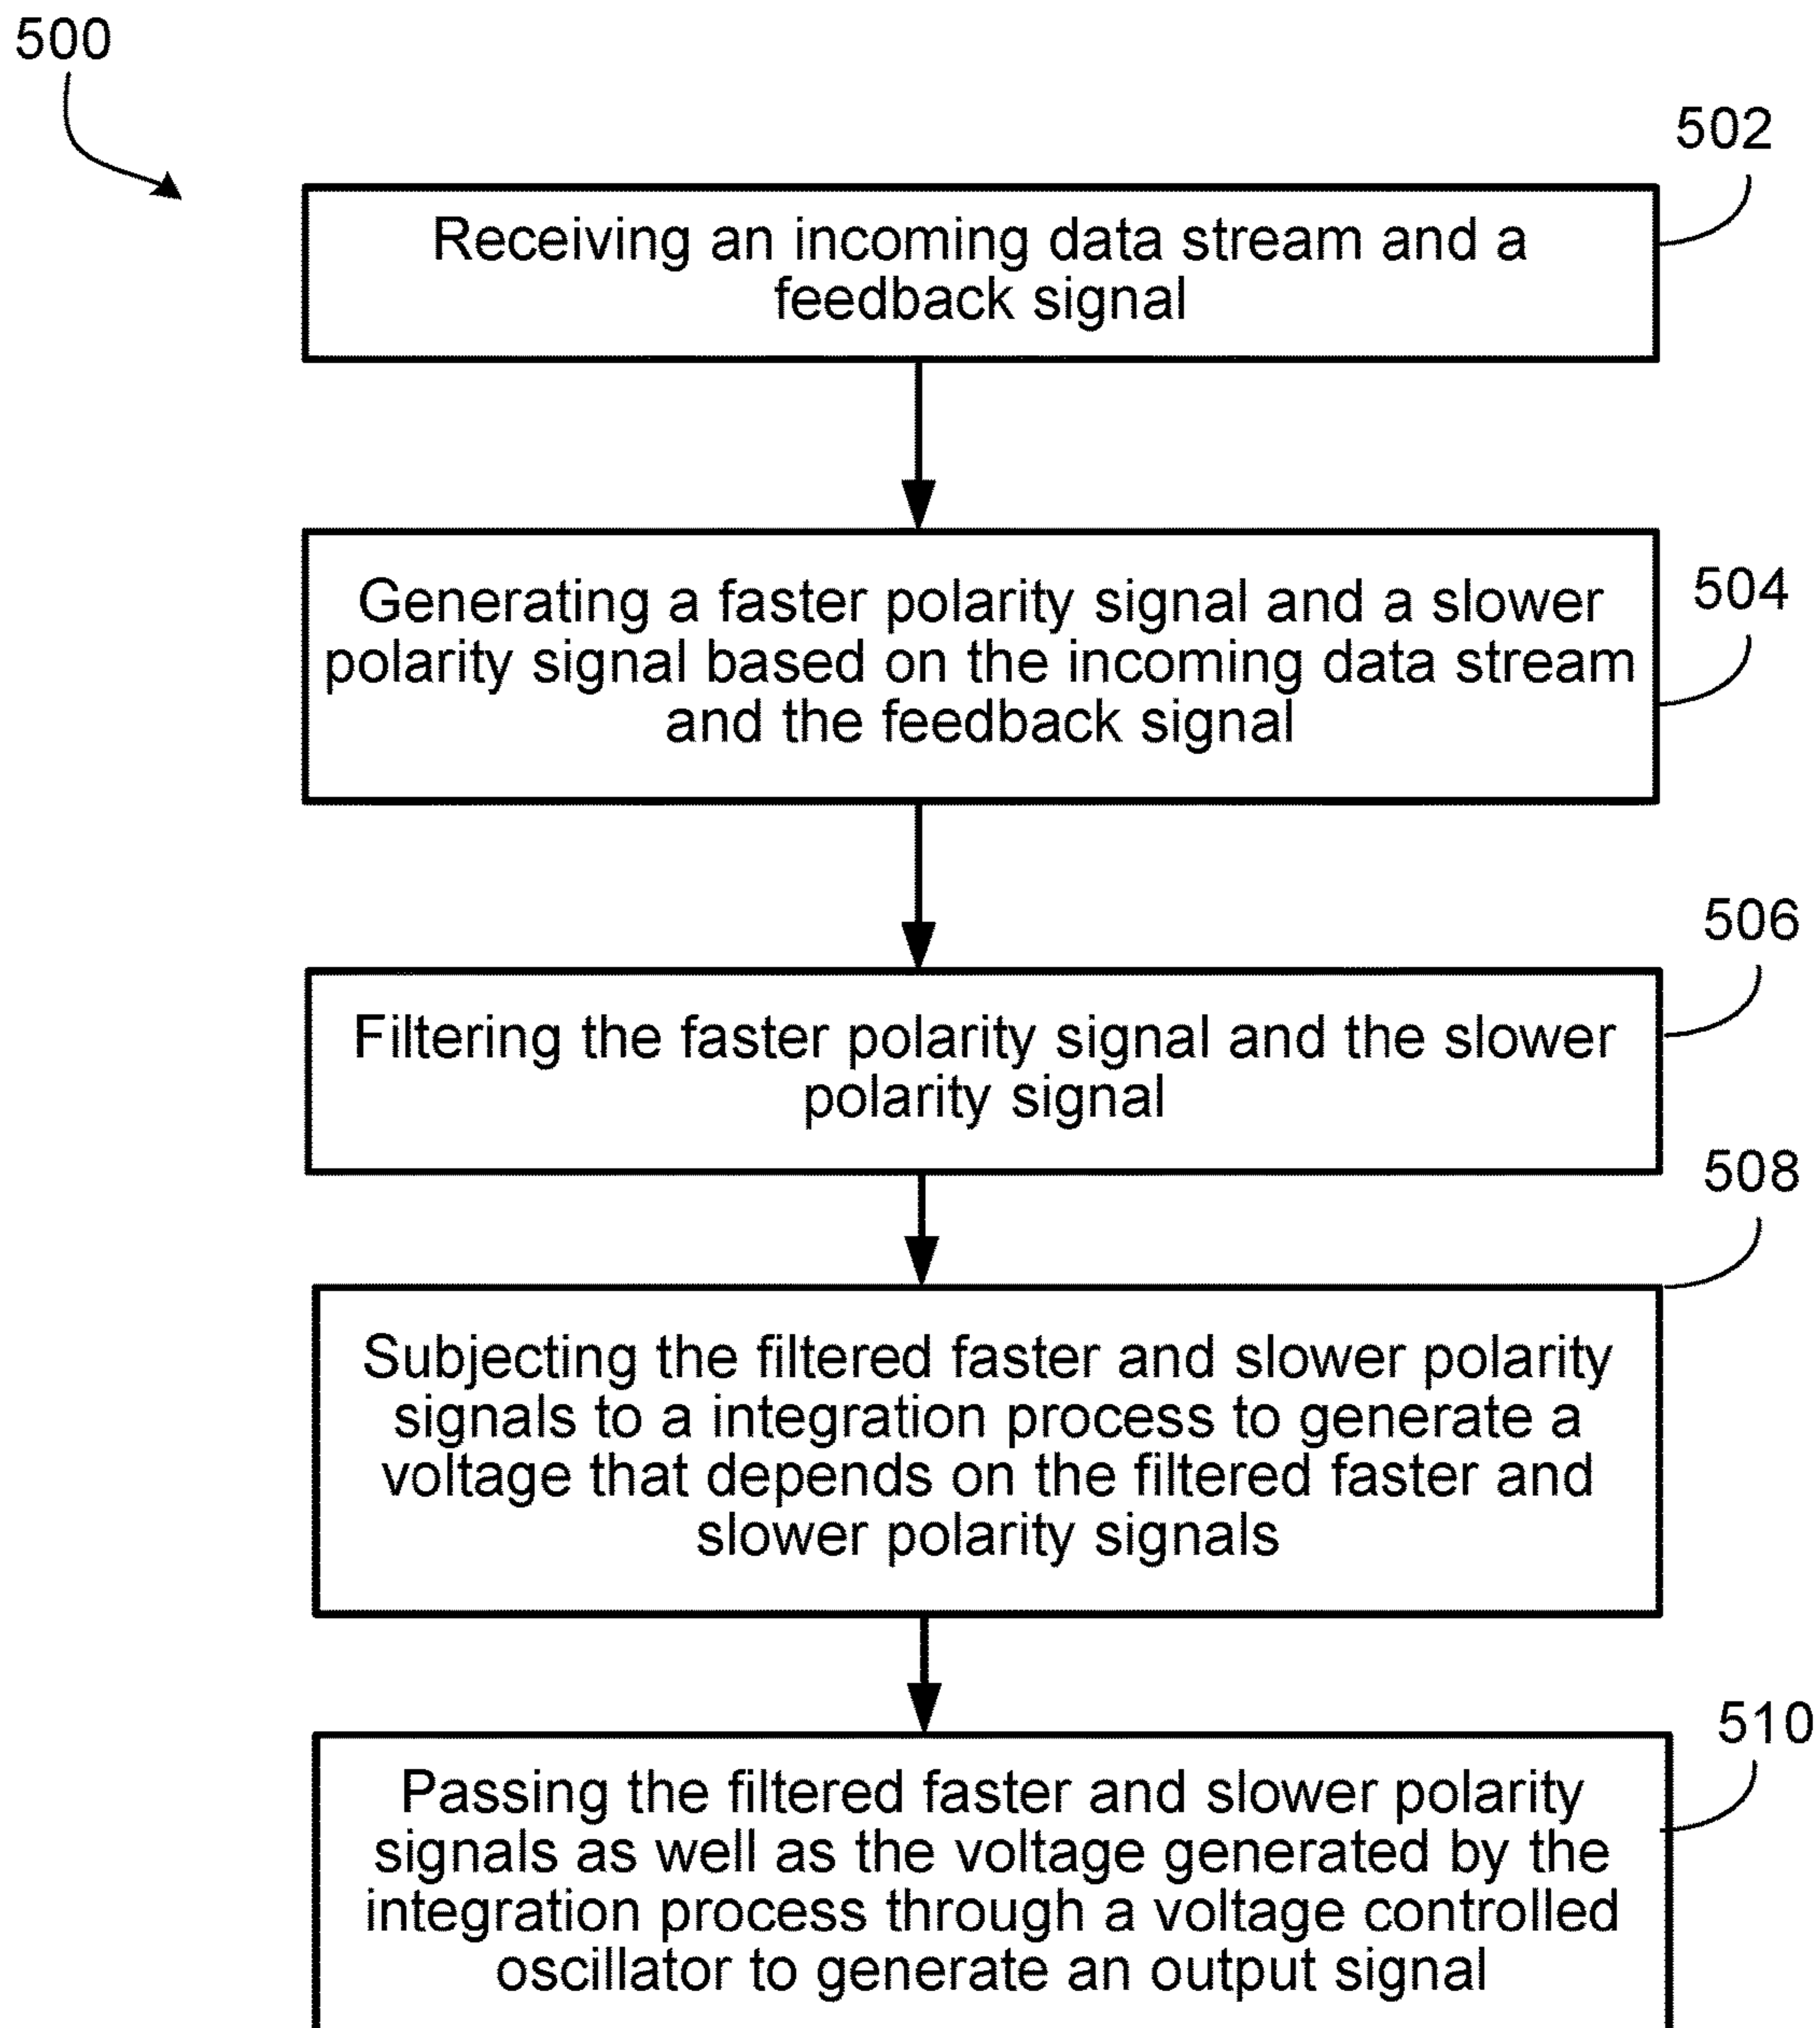 500
502
Receiving an incoming data stream and a
feedback signal
504
Generating a faster polarity signal and a slower
polarity signal based on the incoming data stream
and the feedback signal
506
Filtering the faster polarity signal and the slower
polarity signal
508
Subjecting the filtered faster and slower polarity
signals to a integration process to generate a
voltage that depends on the filtered faster and
slower polarity signals
510
Passing the filtered faster and slower polarity
signals as well as the voltage generated by the
integration process through a voltage controlled
oscillator to generate an output signal